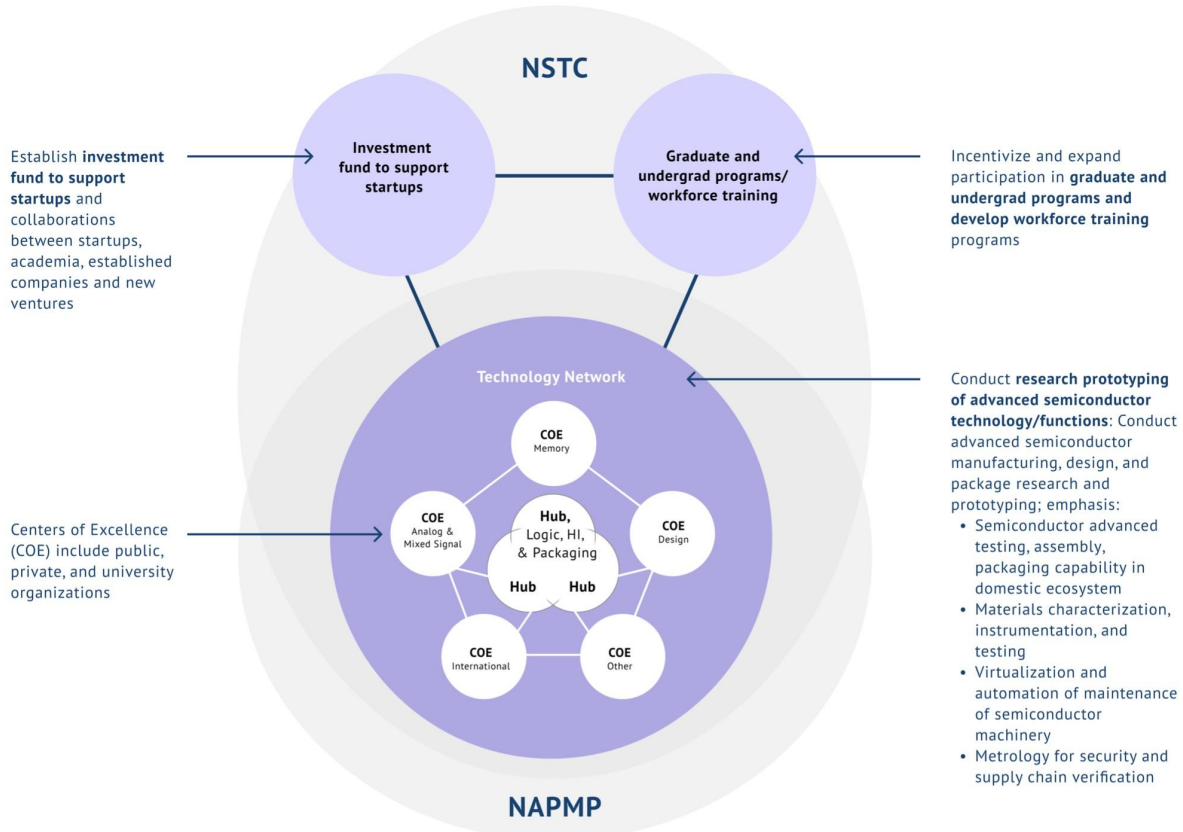 NSTC
Investment
fund to support
startups
Graduate and
undergrad programs/
workforce training
Establish investment
fund to support
startups and
collaborations
between startups,
academia, established
companies and new
ventures
Incentivize and expand
participation in graduate and
undergrad programs and
develop workforce training
programs
Technology Network
COE
Memory
COE
Analog &
Mixed Signal
Hub,
Logic, HI,
& Packaging
COE
Design
Hub
Hub
COE
International
COE
Other
Centers of Excellence
(COE) include public,
private, and university
organizations
Conduct research prototyping
of advanced semiconductor
technology/functions: Conduct
advanced semiconductor
manufacturing, design, and
package research and
prototyping; emphasis:
• Semiconductor advanced
testing, assembly,
packaging capability in
domestic ecosystem
• Materials characterization,
instrumentation, and
testing
• Virtualization and
automation of maintenance
of semiconductor
machinery
• Metrology for security and
supply chain verification
NAPMP